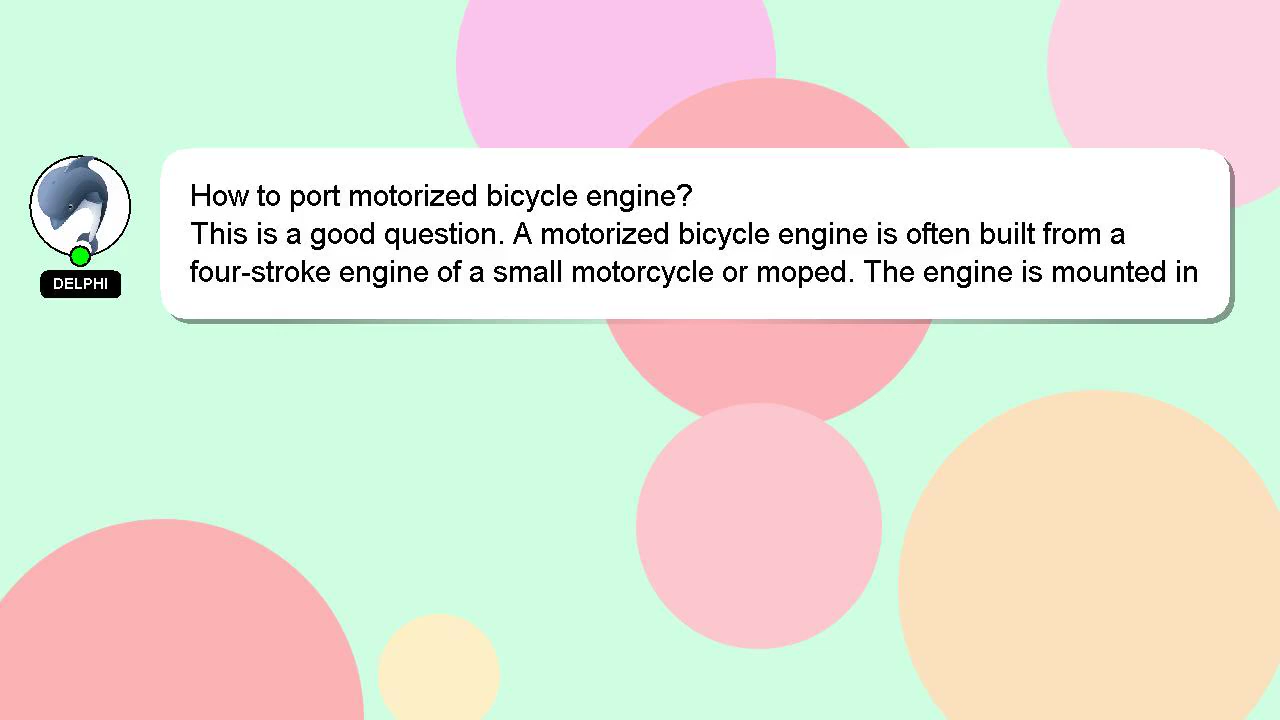 How to port motorized bicycle engine?
This is a good question. A motorized bicycle engine is often built from a
four-stroke engine of a small motorcycle or moped. The engine is mounted in
DELPHI